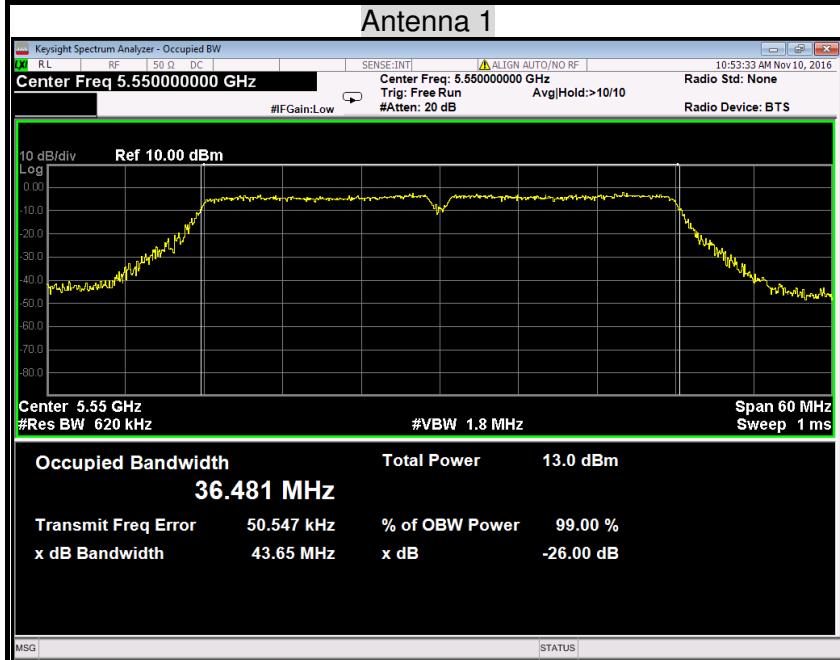 Antenna 1
Keysight Spectrum Analyzer - Occupied BW
LXI RL RF 50 Ω DC SENSE:INT ALIGN AUTO/NO RF 10:53:33 AM Nov 10, 2016
Center Freq 5.550000000 GHz Center Freq: 5.550000000 GHz Radio Std: None
Trig: Free Run Avg|Hold:>10/10
#IFGain:Low #Atten: 20 dB Radio Device: BTS
10 dB/div Ref 10.00 dBm
Log
0.00
-10.0
-20.0
-30.0
-40.0
-50.0
-60.0
-70.0
-80.0
Center 5.55 GHz Span 60 MHz
#Res BW 620 kHz #VBW 1.8 MHz Sweep 1 ms
Occupied Bandwidth Total Power 13.0 dBm
36.481 MHz
Transmit Freq Error 50.547 kHz % of OBW Power 99.00 %
x dB Bandwidth 43.65 MHz x dB -26.00 dB
MSG STATUS